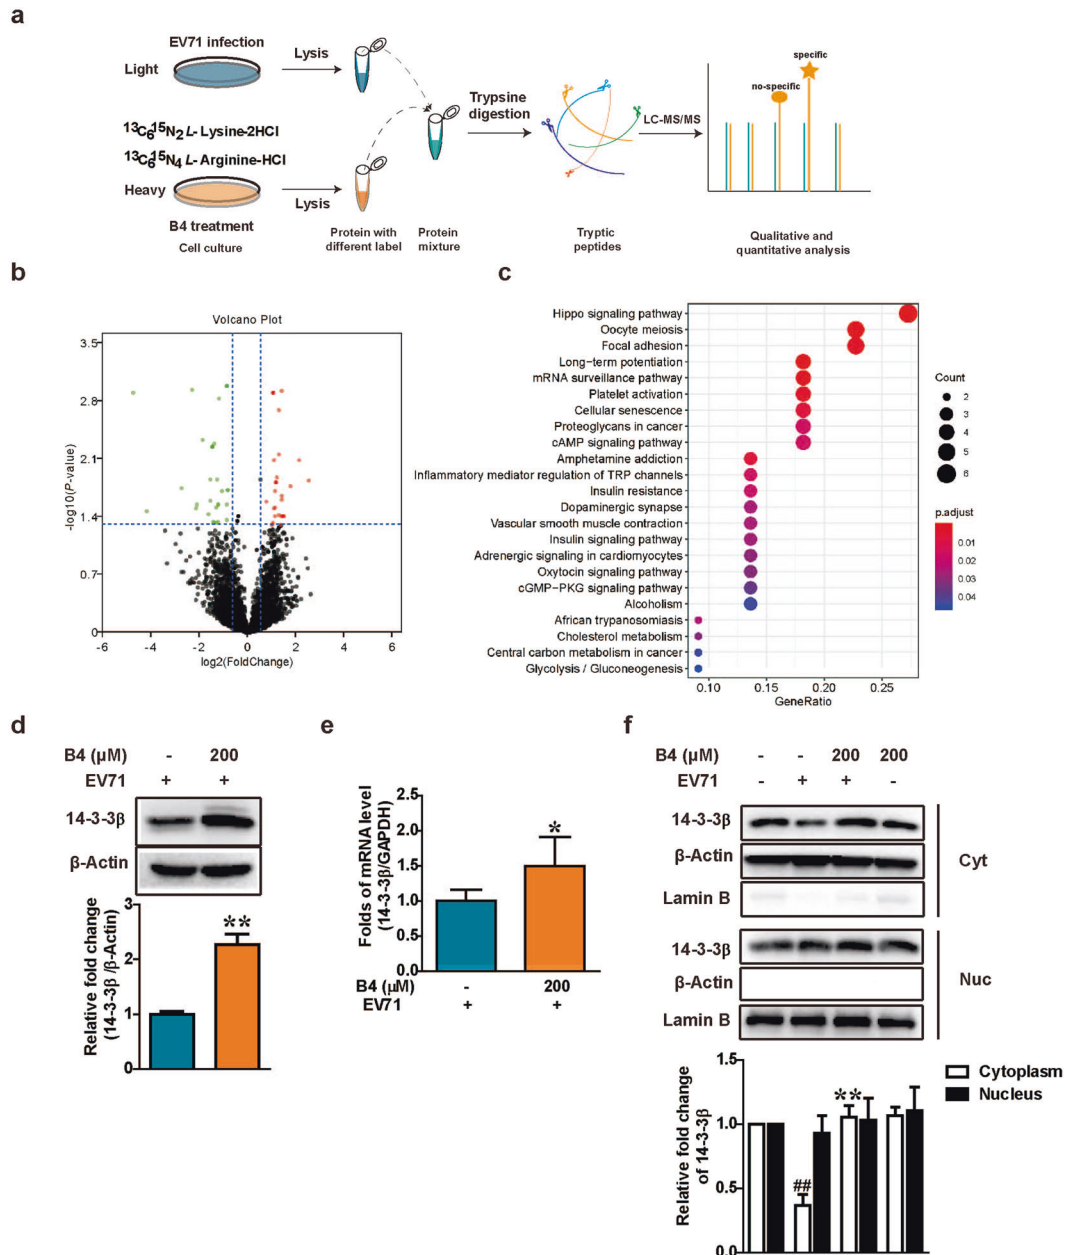 a
EV71 infection
Light
Lysis
¹³C₆¹⁵N₂ L-Lysine-2HCl
¹³C₆¹⁵N₄ L-Arginine-HCl
Heavy
Lysis
B4 treatment
Cell culture
Protein with
different label
Protein
mixture
Trypsine
digestion
Tryptic
peptides
LC-MS/MS
no-specific
specific
Qualitative and
quantitative analysis
b
Volcano Plot
-log10(P-value)
3.5
2.8
2.1
1.4
0.7
0
-6 -4 -2 0 2 4 6
log2(FoldChange)
c
Hippo signaling pathway
Oocyte meiosis
Focal adhesion
Long−term potentiation
mRNA surveillance pathway
Platelet activation
Cellular senescence
Proteoglycans in cancer
cAMP signaling pathway
Amphetamine addiction
Inflammatory mediator regulation of TRP channels
Insulin resistance
Dopaminergic synapse
Vascular smooth muscle contraction
Insulin signaling pathway
Adrenergic signaling in cardiomyocytes
Oxytocin signaling pathway
cGMP−PKG signaling pathway
Alcoholism
African trypanosomiasis
Cholesterol metabolism
Central carbon metabolism in cancer
Glycolysis / Gluconeogenesis
0.10 0.15 0.20 0.25
GeneRatio
Count
2
3
4
5
6
p.adjust
0.01
0.02
0.03
0.04
d
B4 (μM) - 200
EV71 + +
14-3-3β
β-Actin
Relative fold change
(14-3-3β /β-Actin)
3
2
1
0
**
e
Folds of mRNA level
(14-3-3β/GAPDH)
2.5
2.0
1.5
1.0
0.5
0.0
*
B4 (μM) - 200
EV71 + +
f
B4 (μM) - - 200 200
EV71 - + + -
14-3-3β
β-Actin
Lamin B
Cyt
14-3-3β
β-Actin
Lamin B
Nuc
Relative fold change
of 14-3-3β
1.5
1.0
0.5
0.0
##
**
Cytoplasm
Nucleus